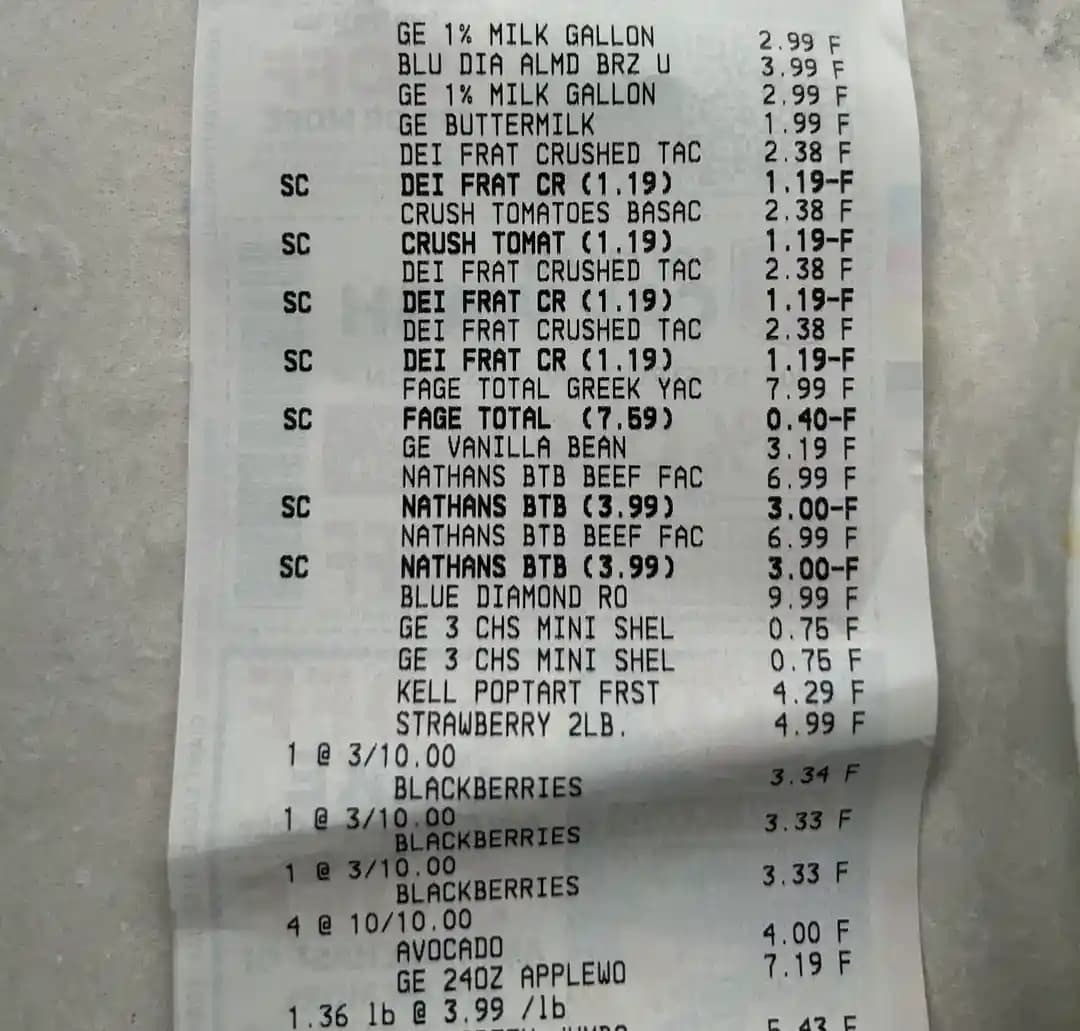 GE 1% MILK GALLON 2.99 F
BLU DIA ALMD BRZ U 3.99 F
GE 1% MILK GALLON 2.99 F
GE BUTTERMILK 1.99 F
DEI FRAT CRUSHED TAC 2.38 F
SC DEI FRAT CR (1.19) 1.19-F
CRUSH TOMATOES BASAC 2.38 F
SC CRUSH TOMAT (1.19) 1.19-F
DEI FRAT CRUSHED TAC 2.38 F
SC DEI FRAT CR (1.19) 1.19-F
DEI FRAT CRUSHED TAC 2.38 F
SC DEI FRAT CR (1.19) 1.19-F
FAGE TOTAL GREEK YAC 7.99 F
SC FAGE TOTAL (7.59) 0.40-F
GE VANILLA BEAN 3.19 F
NATHANS BTB BEEF FAC 6.99 F
SC NATHANS BTB (3.99) 3.00-F
NATHANS BTB BEEF FAC 6.99 F
SC NATHANS BTB (3.99) 3.00-F
BLUE DIAMOND RO 9.99 F
GE 3 CHS MINI SHEL 0.75 F
GE 3 CHS MINI SHEL 0.75 F
KELL POPTART FRST 4.29 F
STRAWBERRY 2LB. 4.99 F
1 @ 3/10.00
BLACKBERRIES 3.34 F
1 @ 3/10.00
BLACKBERRIES 3.33 F
1 @ 3/10.00
BLACKBERRIES 3.33 F
4 @ 10/10.00
AVOCADO 4.00 F
GE 24OZ APPLEWO 7.19 F
1.36 lb @ 3.99 /lb
5.43 F